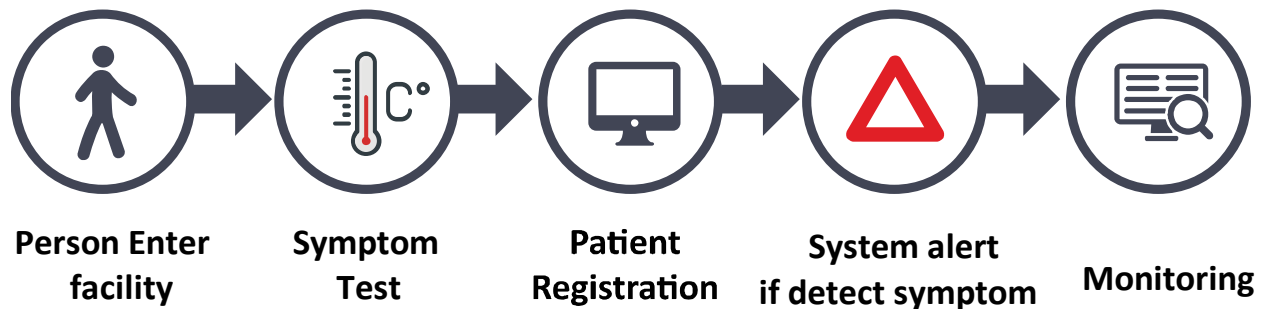 C°
Person Enter
facility
Symptom
Test
Patient
Registration
System alert
if detect symptom
Monitoring